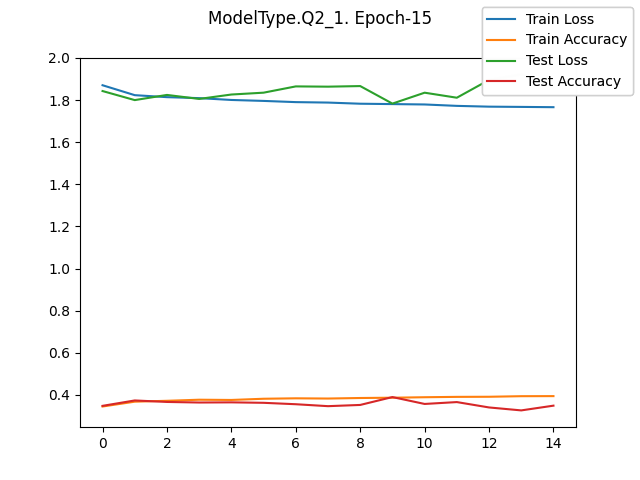 ModelType.Q2_1. Epoch-15
Train Loss
Train Accuracy
Test Loss
Test Accuracy
2.0
1.8
1.6
1.4
1.2
1.0
0.8
0.6
0.4
0 2 4 6 8 10 12 14